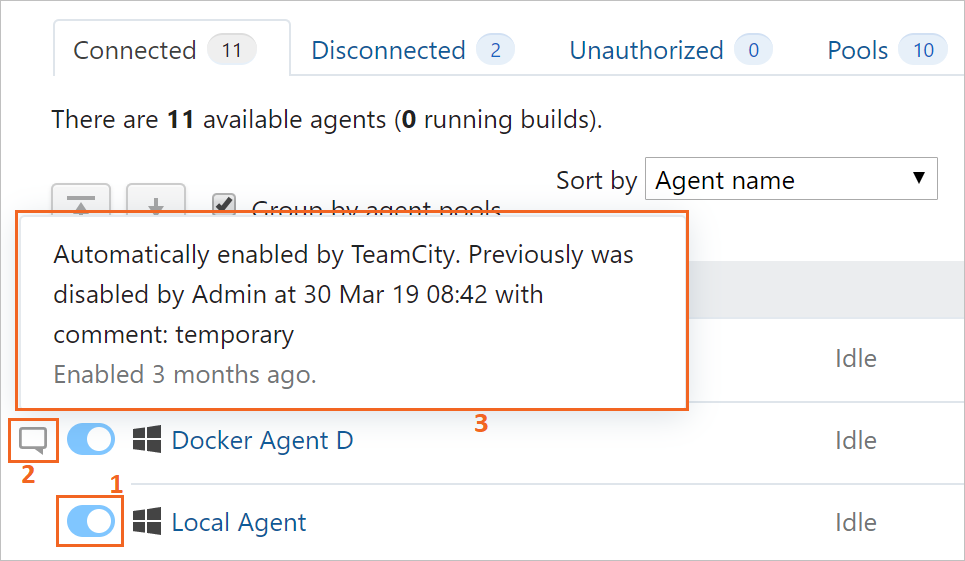 Connected 11 Disconnected 2 Unauthorized 0 Pools 10
There are 11 available agents (0 running builds).
Sort by Agent name
Group by agent pools
Automatically enabled by TeamCity. Previously was
disabled by Admin at 30 Mar 19 08:42 with
comment: temporary
Enabled 3 months ago.
Idle
3
Docker Agent D Idle
2
1
Local Agent Idle